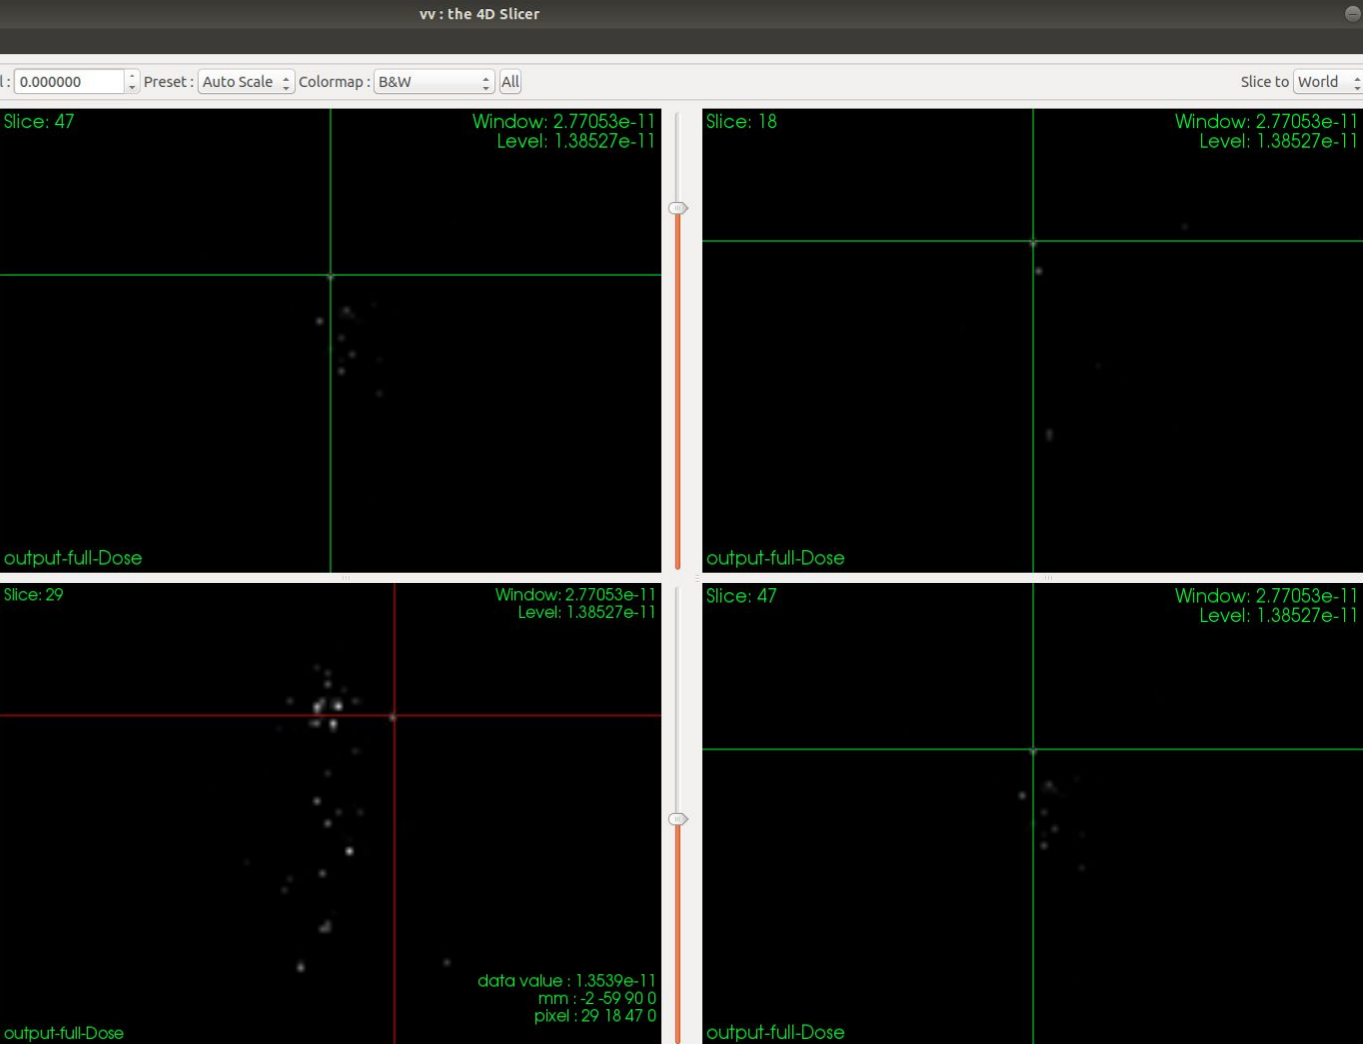 vv : the 4D Slicer
l : 0.000000 Preset : Auto Scale Colormap : B&W All Slice to World
Slice: 47 Window: 2.77053e-11
Level: 1.38527e-11
output-full-Dose
Slice: 18 Window: 2.77053e-11
Level: 1.38527e-11
output-full-Dose
Slice: 29 Window: 2.77053e-11
Level: 1.38527e-11
data value : 1.3539e-11
mm : -2 -59 90 0
pixel : 29 18 47 0
output-full-Dose
Slice: 47 Window: 2.77053e-11
Level: 1.38527e-11
output-full-Dose